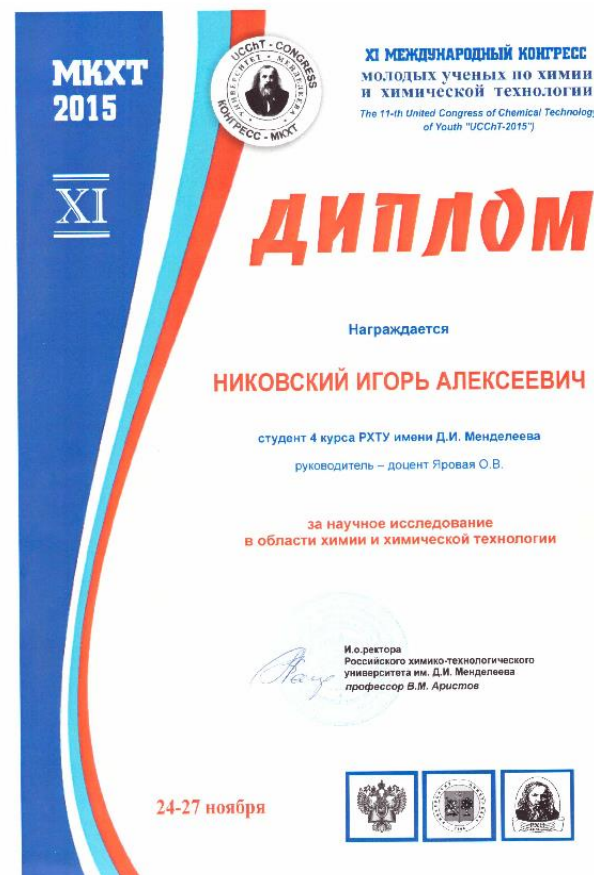 МКХТ
2015
XI
UCChT - CONGRESS
УНИВЕРСИТЕТ • МЕНДЕЛЕЕВА
КОНГРЕСС - МКХТ
XI МЕЖДУНАРОДНЫЙ КОНГРЕСС
молодых ученых по химии
и химической технологии
The 11-th United Congress of Chemical Technology
of Youth "UCChT-2015")
ДИПЛОМ
Награждается
НИКОВСКИЙ ИГОРЬ АЛЕКСЕЕВИЧ
студент 4 курса РХТУ имени Д.И. Менделеева
руководитель – доцент Яровая О.В.
за научное исследование
в области химии и химической технологии
И.о.ректора
Российского химико-технологического
университета им. Д.И. Менделеева
профессор В.М. Аристов
24-27 ноября